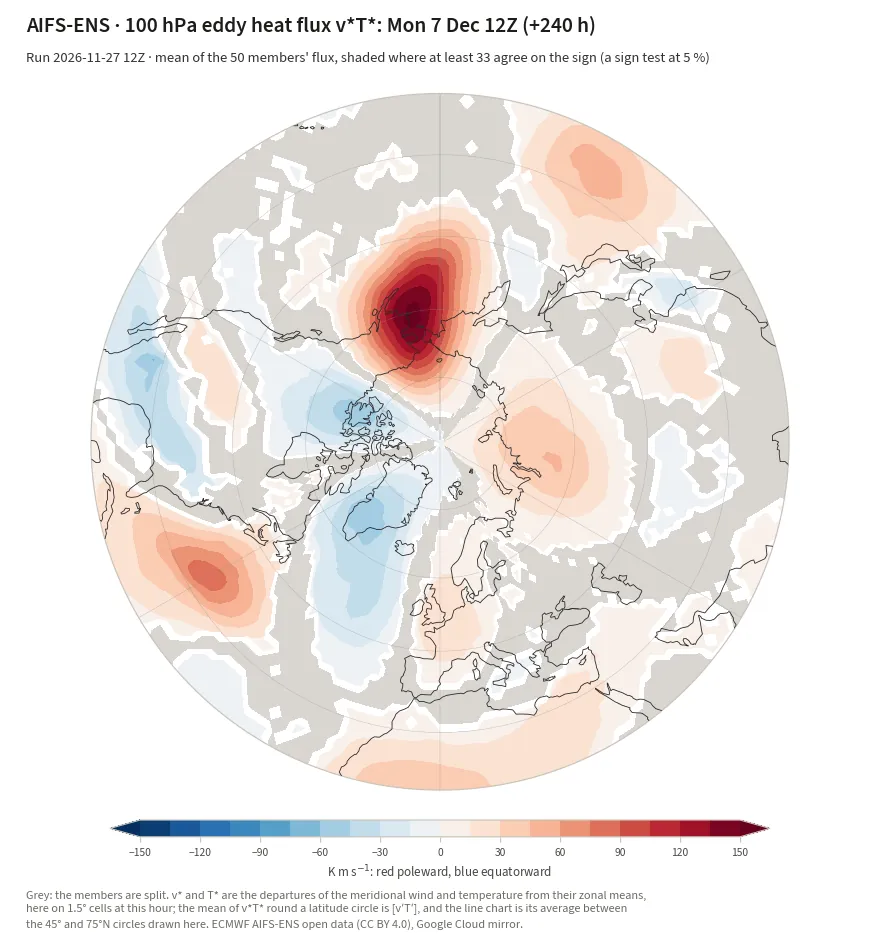 AIFS-ENS · 100 hPa eddy heat flux v*T*: Mon 7 Dec 12Z (+240 h)
Run 2026-11-27 12Z · mean of the 50 members' flux, shaded where at least 33 agree on the sign (a sign test at 5 %)
−150 −120 −90 −60 −30 0 30 60 90 120 150
K m s⁻¹: red poleward, blue equatorward
Grey: the members are split. v* and T* are the departures of the meridional wind and temperature from their zonal means,
here on 1.5° cells at this hour; the mean of v*T* round a latitude circle is [v′T′], and the line chart is its average between
the 45° and 75°N circles drawn here. ECMWF AIFS-ENS open data (CC BY 4.0), Google Cloud mirror.